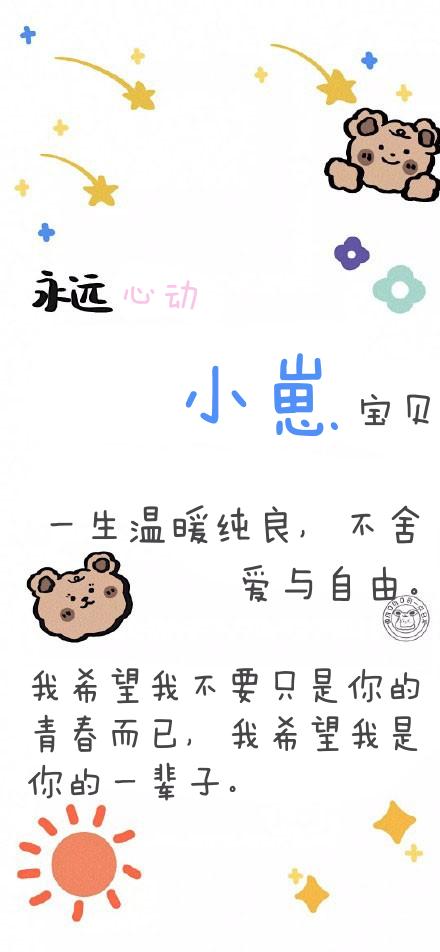 永远 心动
小崽 宝贝
一生温暖纯良, 不舍
爱与自由。
我希望我不要只是你的
青春而已, 我希望我是
你的一辈子。